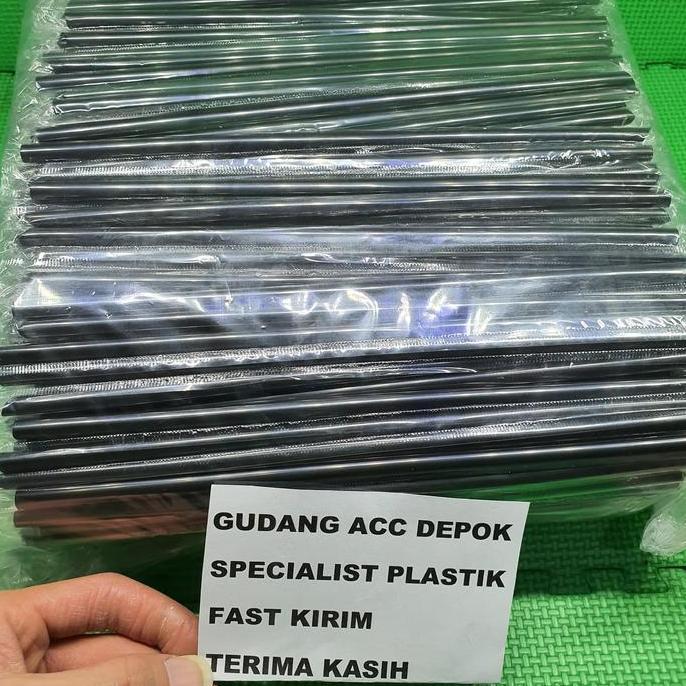 GUDANG ACC DEPOK
SPECIALIST PLASTIK
FAST KIRIM
TERIMA KASIH